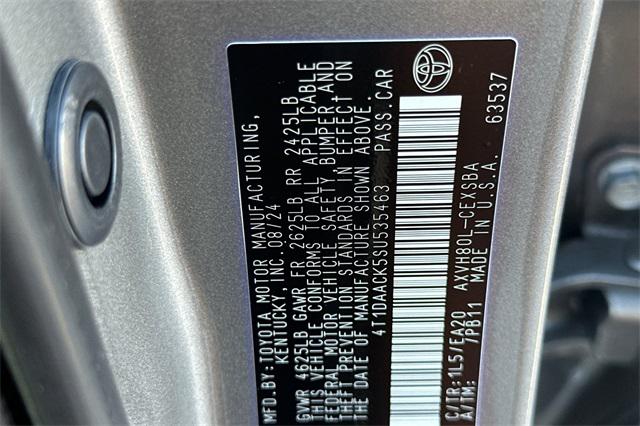 MFD. BY: TOYOTA MOTOR MANUFACTURING,
KENTUCKY, INC. 08/24
GVWR 4625LB GAWR FR 2625LB RR 2425LB
THIS VEHICLE CONFORMS TO ALL APPLICABLE
FEDERAL MOTOR VEHICLE SAFETY, BUMPER, AND
THEFT PREVENTION STANDARDS IN EFFECT ON
THE DATE OF MANUFACTURE SHOWN ABOVE.
4T1DAACK5SU535463 PASS. CAR
C/TR: 1L5/EA20 AXVH80L-CEXSBA
A/TM: /PB11 MADE IN U.S.A. 63537